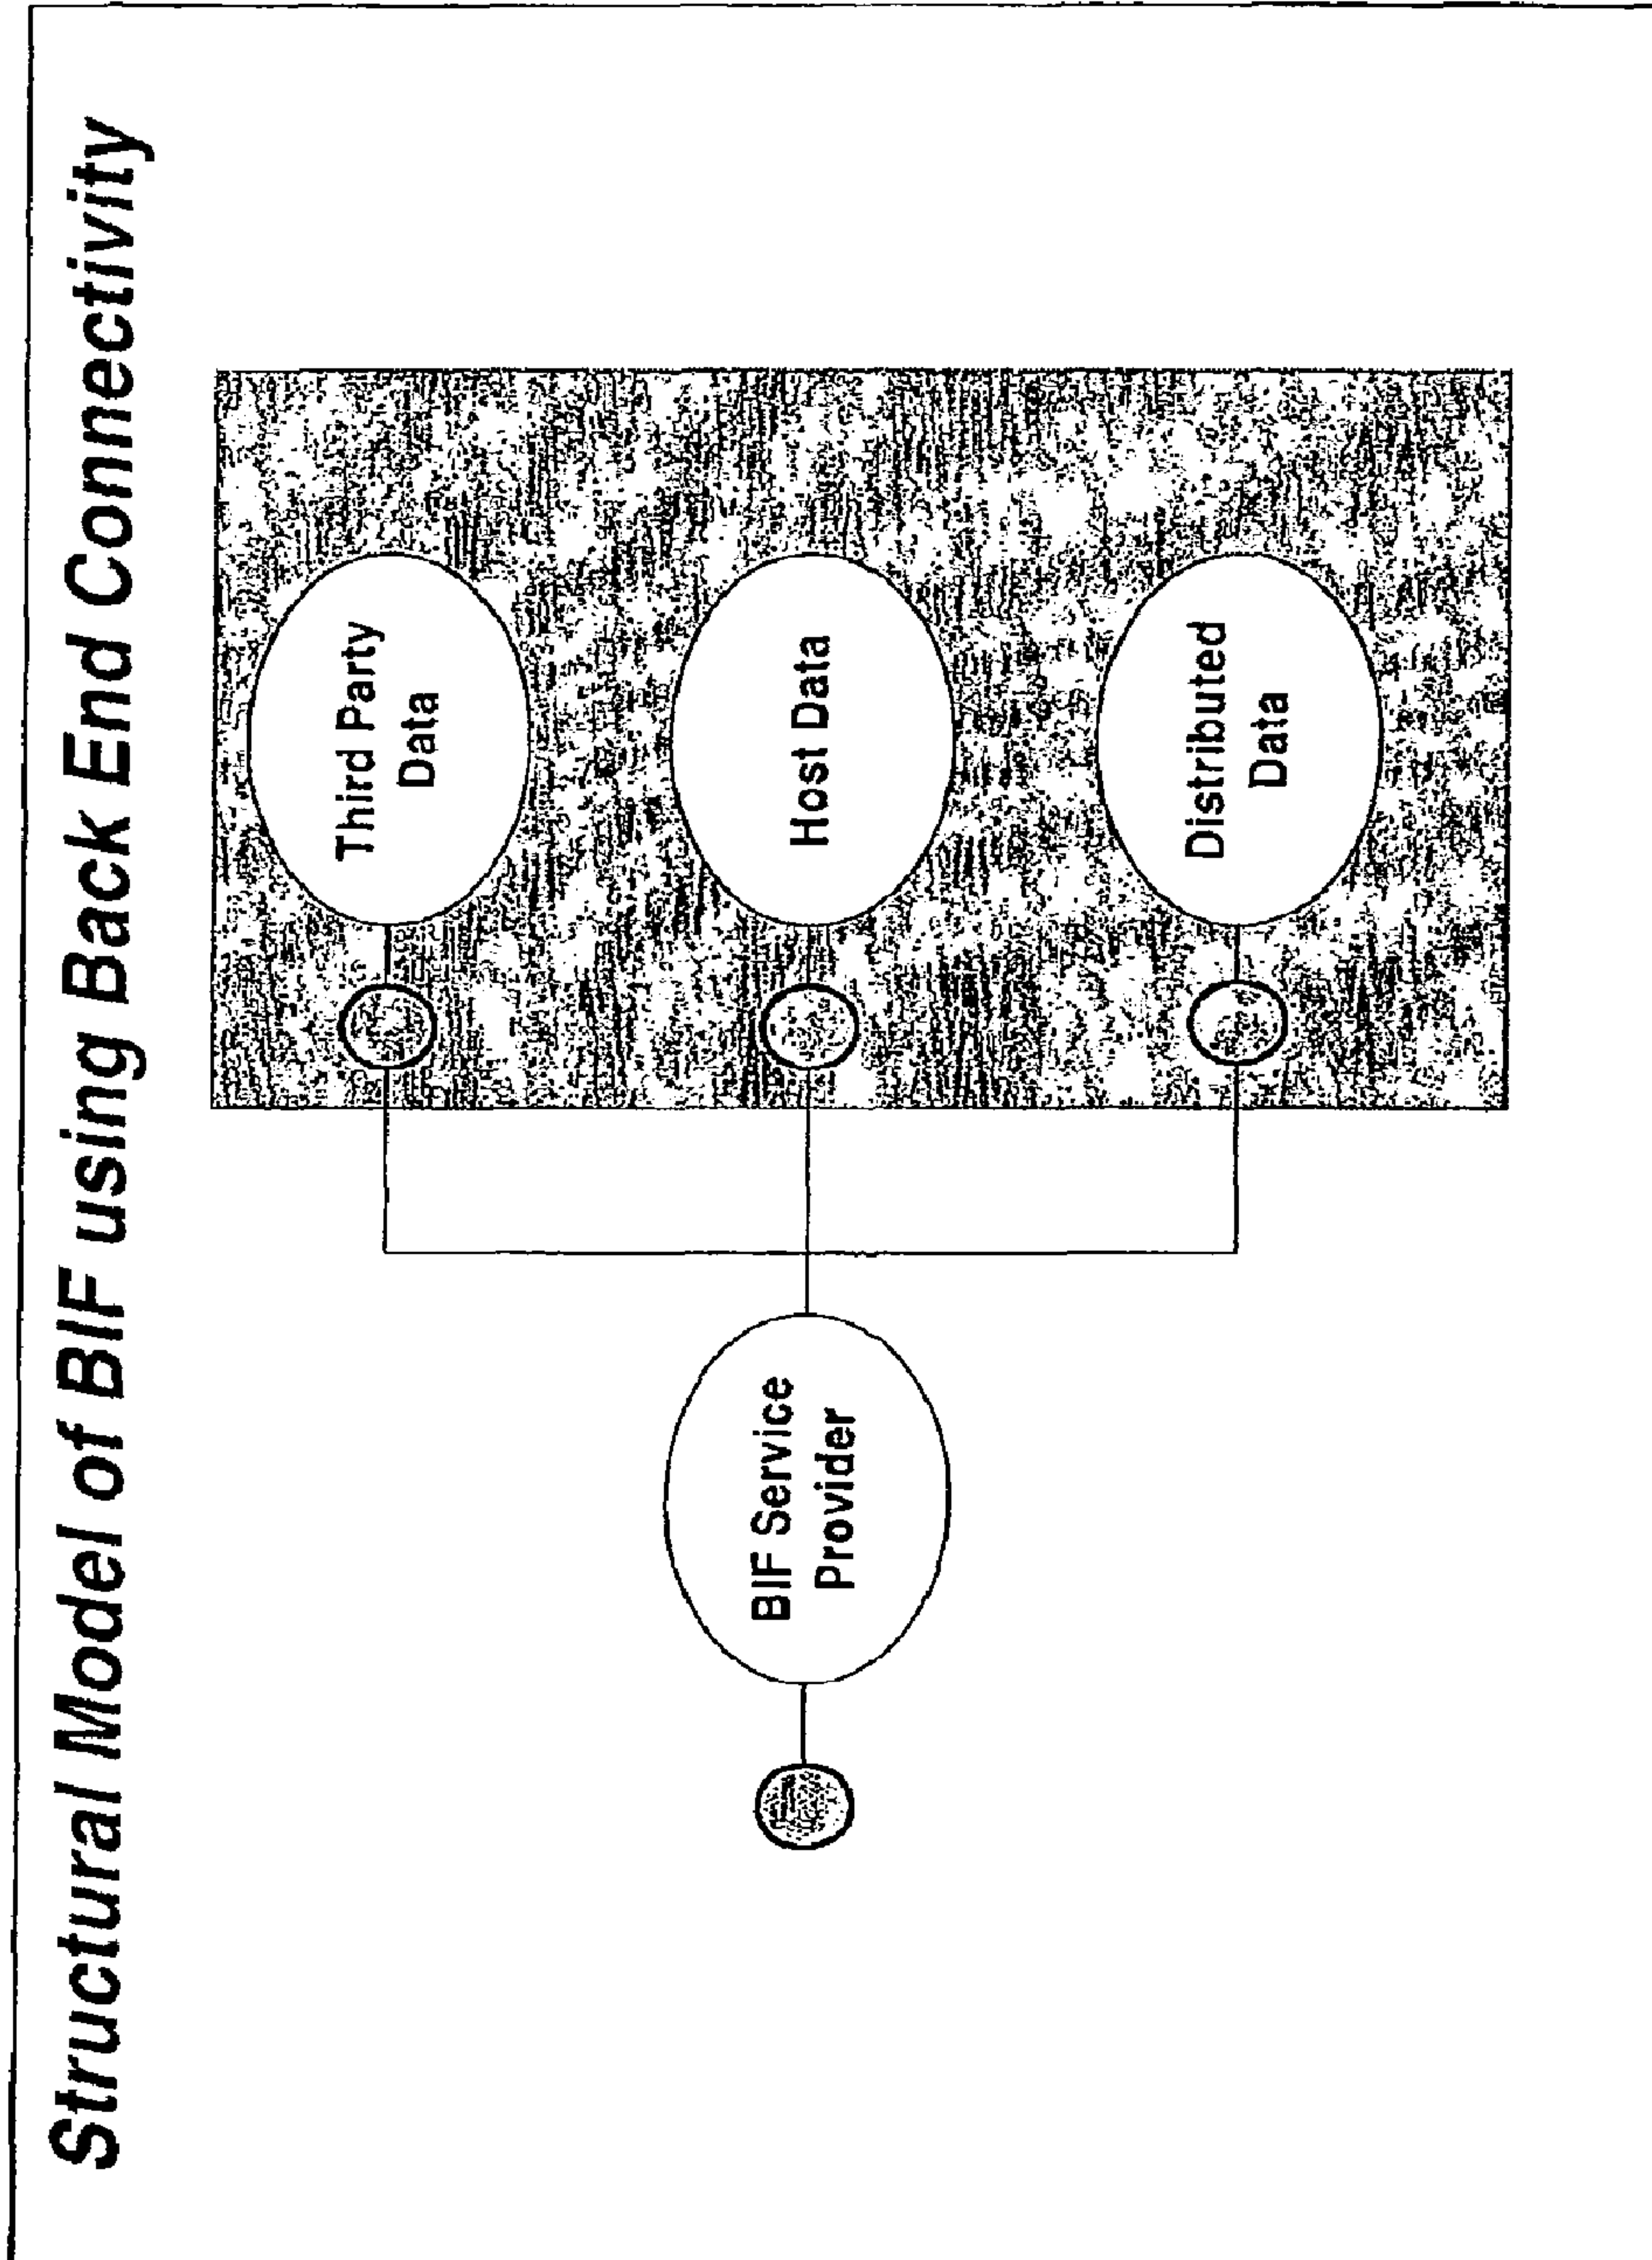 Structural Model of BIF using Back End Connectivity
BIF Service
Provider
Third Party
Data
Host Data
Distributed
Data